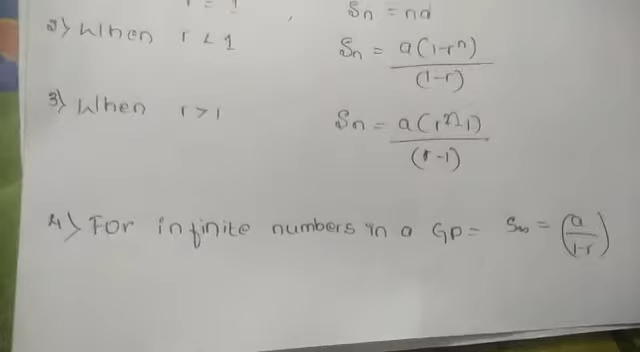 r = 1 , Sn = na
2) When r < 1 Sn = a(1-rⁿ) / (1-r)
3) When r > 1 Sn = a(rⁿ-1) / (r-1)
4) For infinite numbers in a GP = S∞ = (a / 1-r)